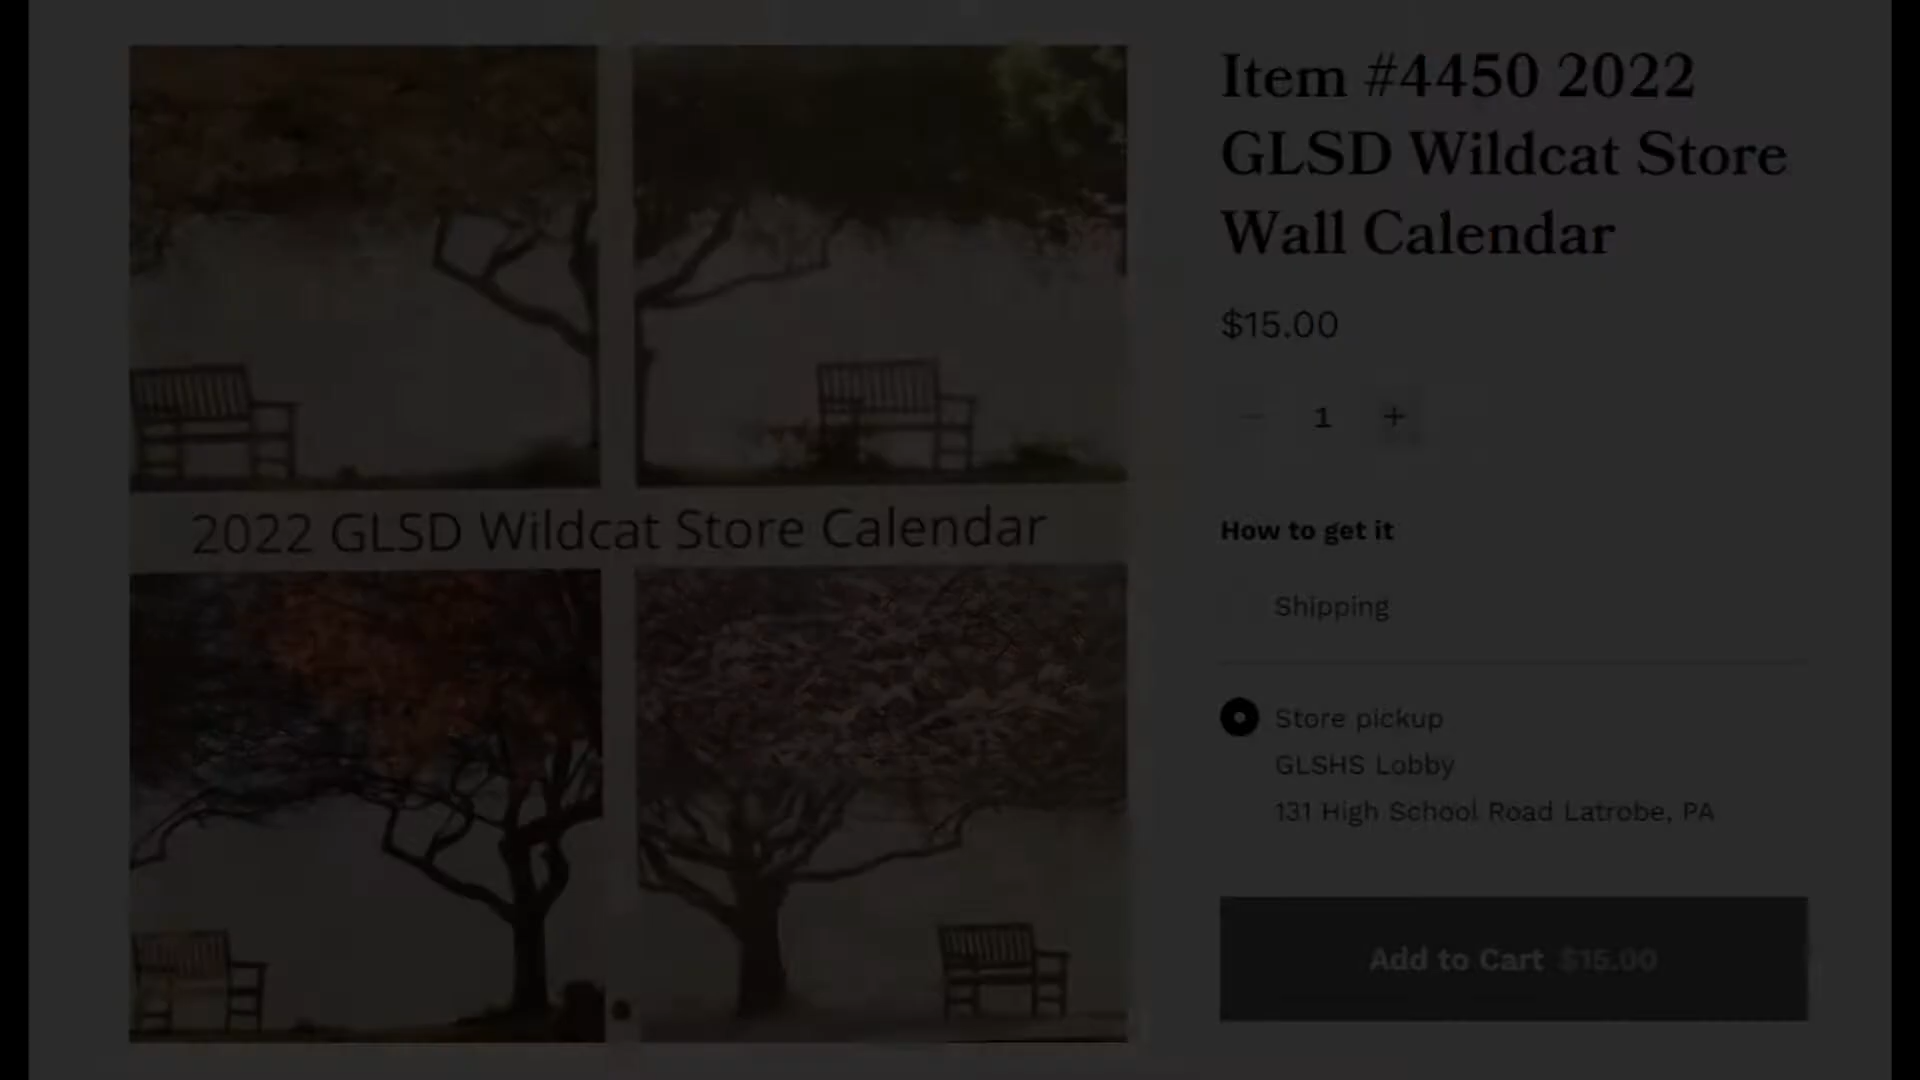 2022 GLSD Wildcat Store Calendar
Item #4450 2022
GLSD Wildcat Store
Wall Calendar
$15.00
− 1 +
How to get it
Shipping
Store pickup
GLSHS Lobby
131 High School Road Latrobe, PA
Add to Cart $15.00